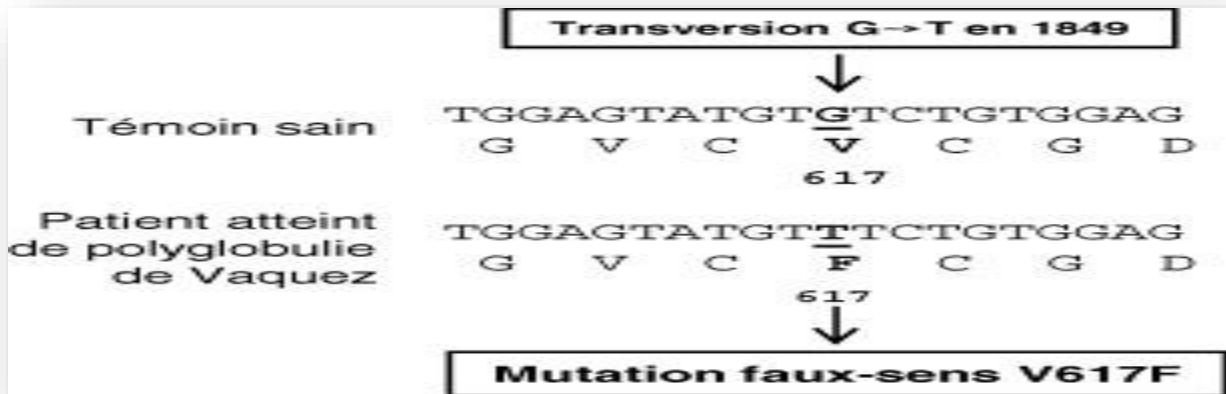 Transversion G->T en 1849
Témoin sain
TGGAGTATGTGTCTGTGGAG
G V C V C G D
617
Patient atteint
de polyglobulie
de Vaquez
TGGAGTATGTTTCTGTGGAG
G V C F C G D
617
Mutation faux-sens V617F